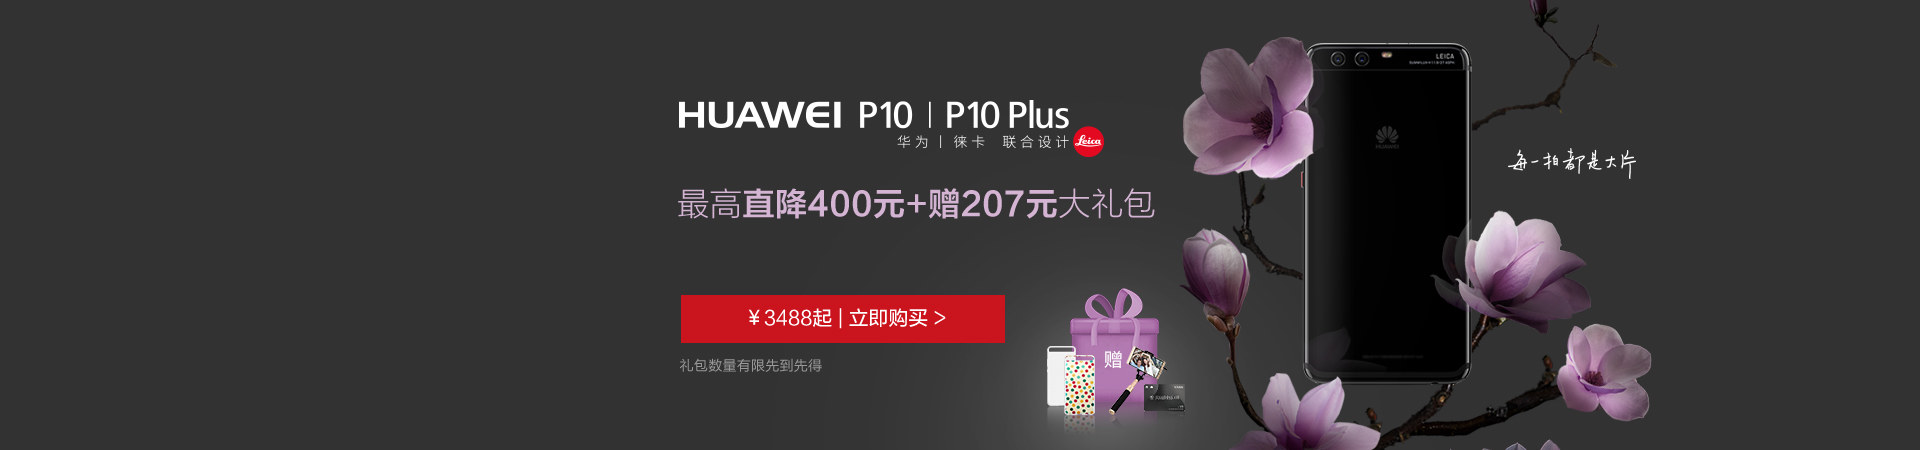 HUAWEI P10 | P10 Plus
华为 | 徕卡 联合设计
Leica
最高直降400元+赠207元大礼包
¥3488起 | 立即购买 >
礼包数量有限先到先得
赠
LEICA
HUAWEI
每一拍都是大片